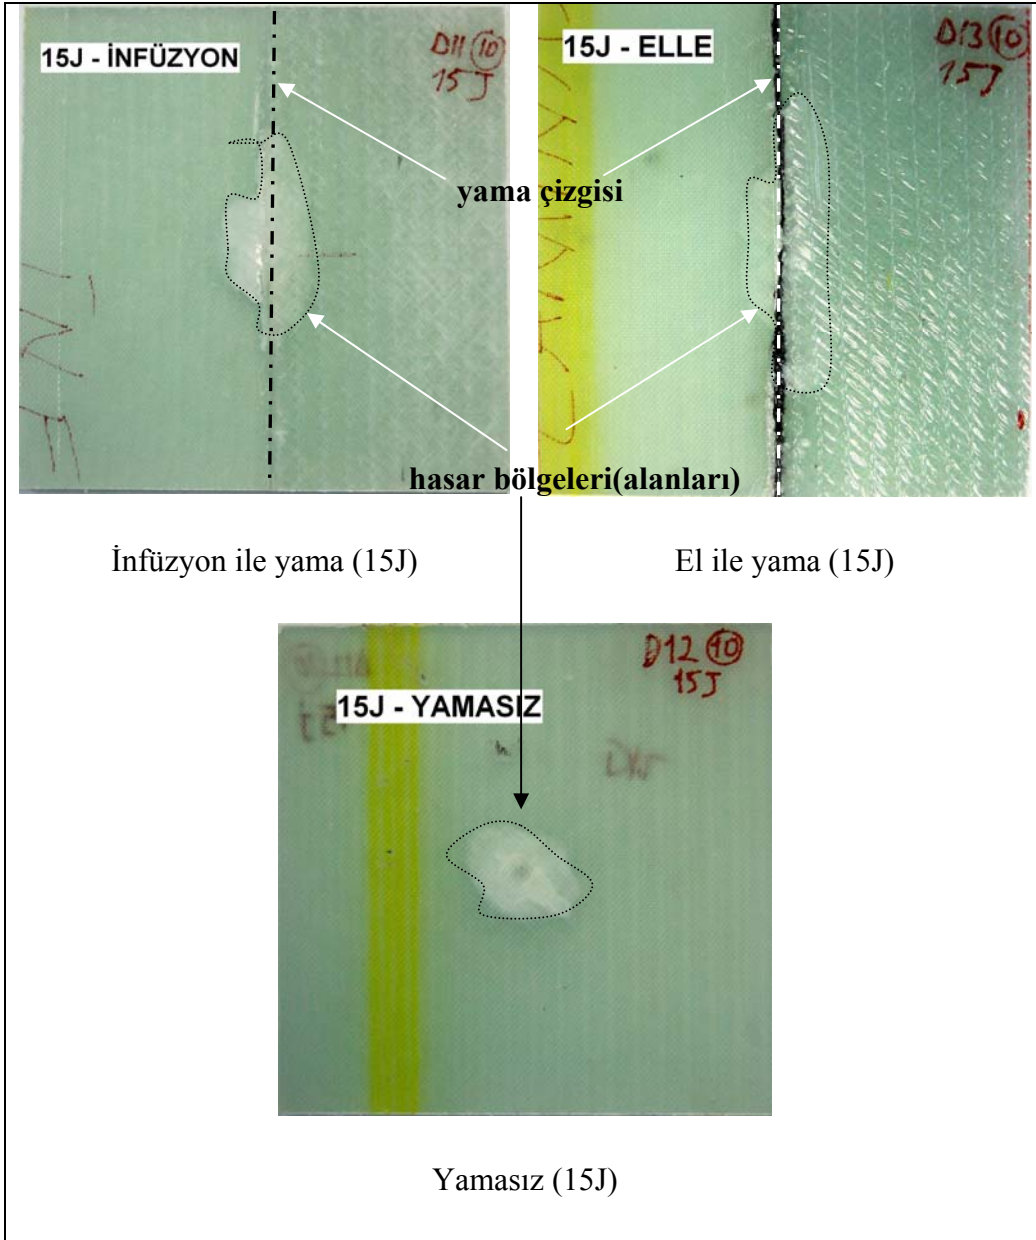 15J - İNFÜZYON
D11 10
15J
15J - ELLE
D13 10
15J
yama çizgisi
hasar bölgeleri(alanları)
İnfüzyon ile yama (15J)
El ile yama (15J)
D12 10
15J
15J - YAMASIZ
Yamasız (15J)